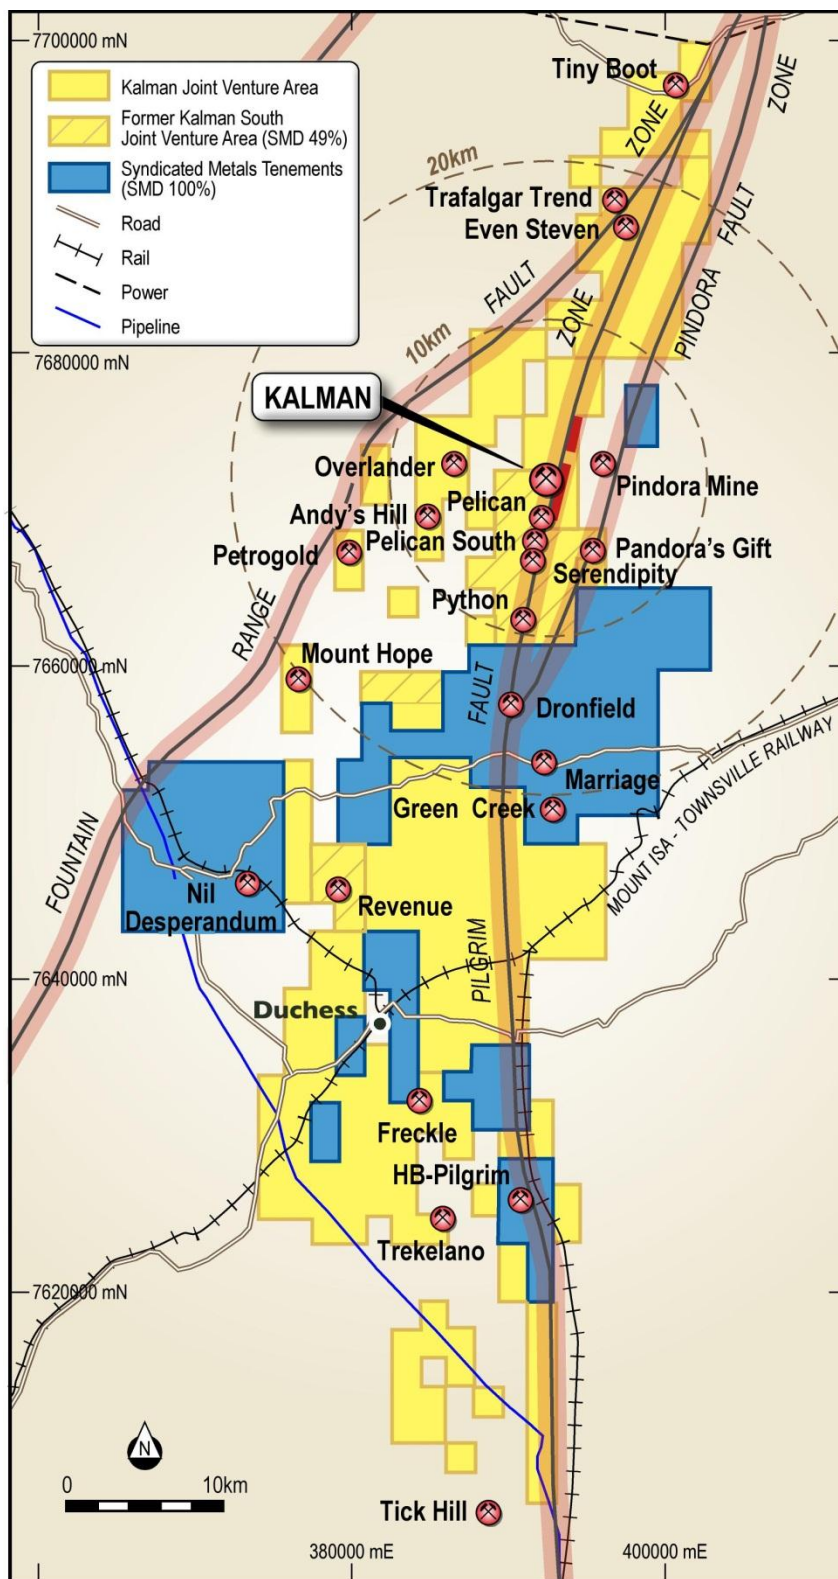 7700000 mN
Kalman Joint Venture Area
Former Kalman South
Joint Venture Area (SMD 49%)
Syndicated Metals Tenements
(SMD 100%)
Road
Rail
Power
Pipeline
Tiny Boot
ZONE
ZONE
20km
Trafalgar Trend
Even Steven
FAULT
FAULT
ZONE
PINDORA
10km
7680000 mN
KALMAN
Overlander
Pindora Mine
Pelican
Andy's Hill
Pelican South
Petrogold
Pandora's Gift
Serendipity
Python
RANGE
7660000 mN
Mount Hope
FAULT
Dronfield
Marriage
Green Creek
MOUNT ISA - TOWNSVILLE RAILWAY
FOUNTAIN
Nil
Desperandum
Revenue
PILGRIM
7640000 mN
Duchess
Freckle
HB-Pilgrim
Trekelano
7620000 mN
N
0 10km
Tick Hill
380000 mE
400000 mE